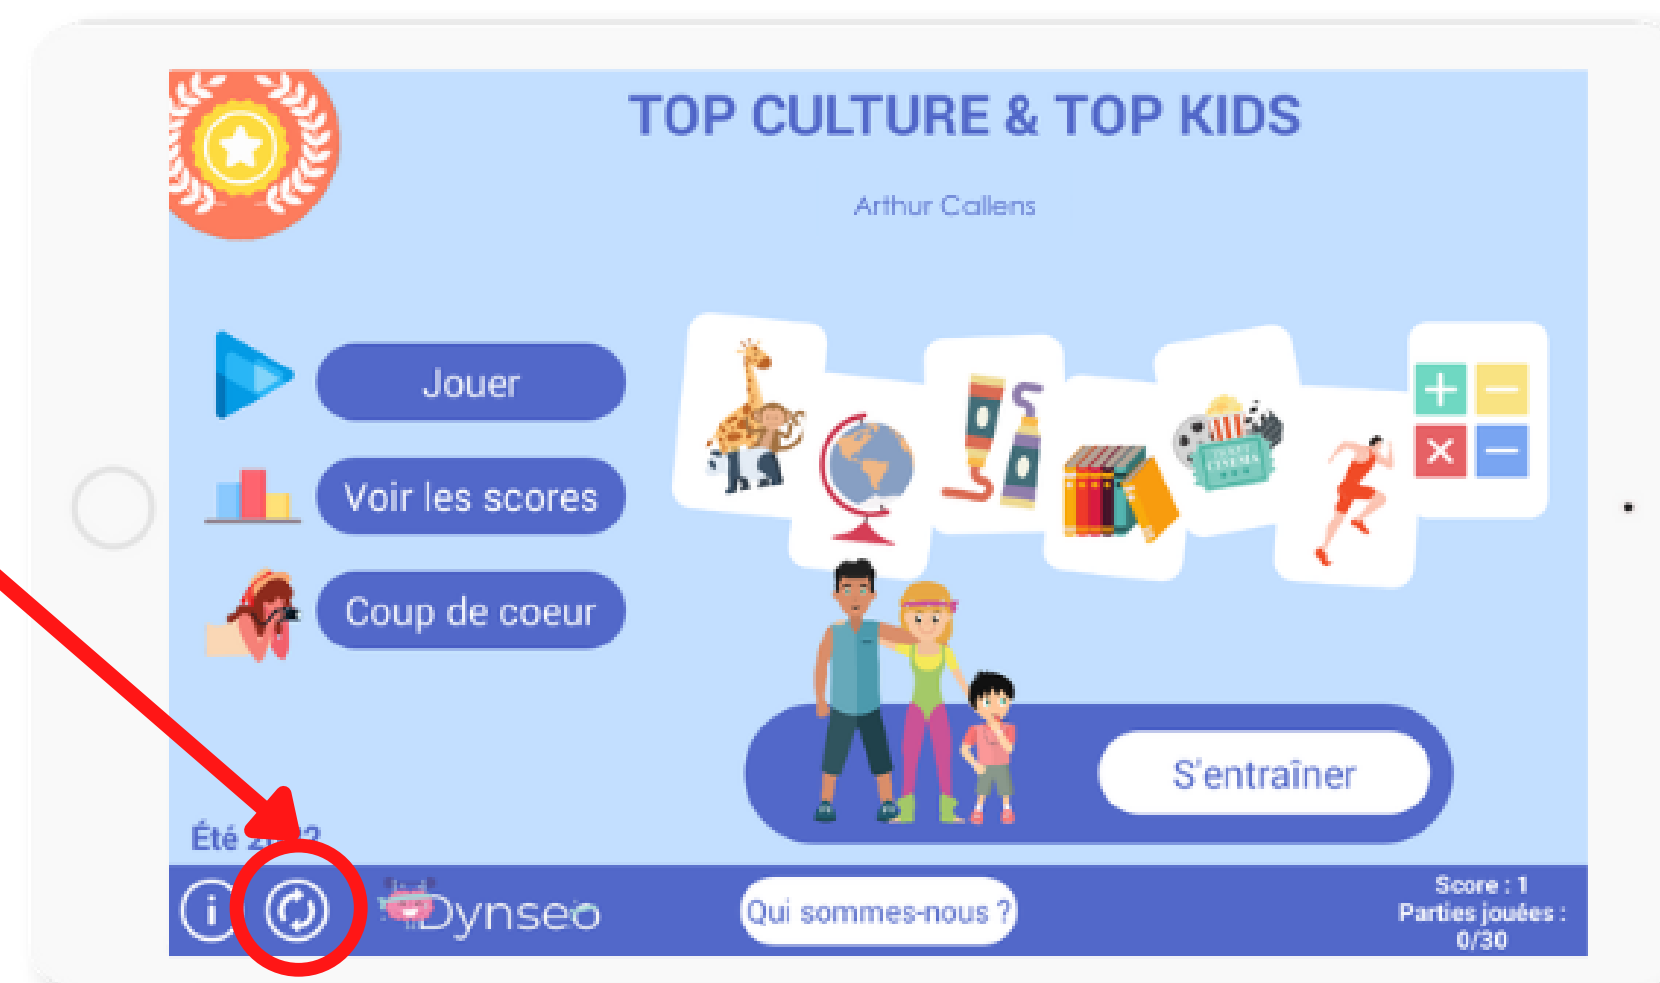 TOP CULTURE & TOP KIDS
Arthur Callens
Jouer
Voir les scores
Coup de coeur
CINEMA
S'entraîner
Été
i
Dynseo
Qui sommes-nous ?
Score : 1
Parties jouées :
0/30